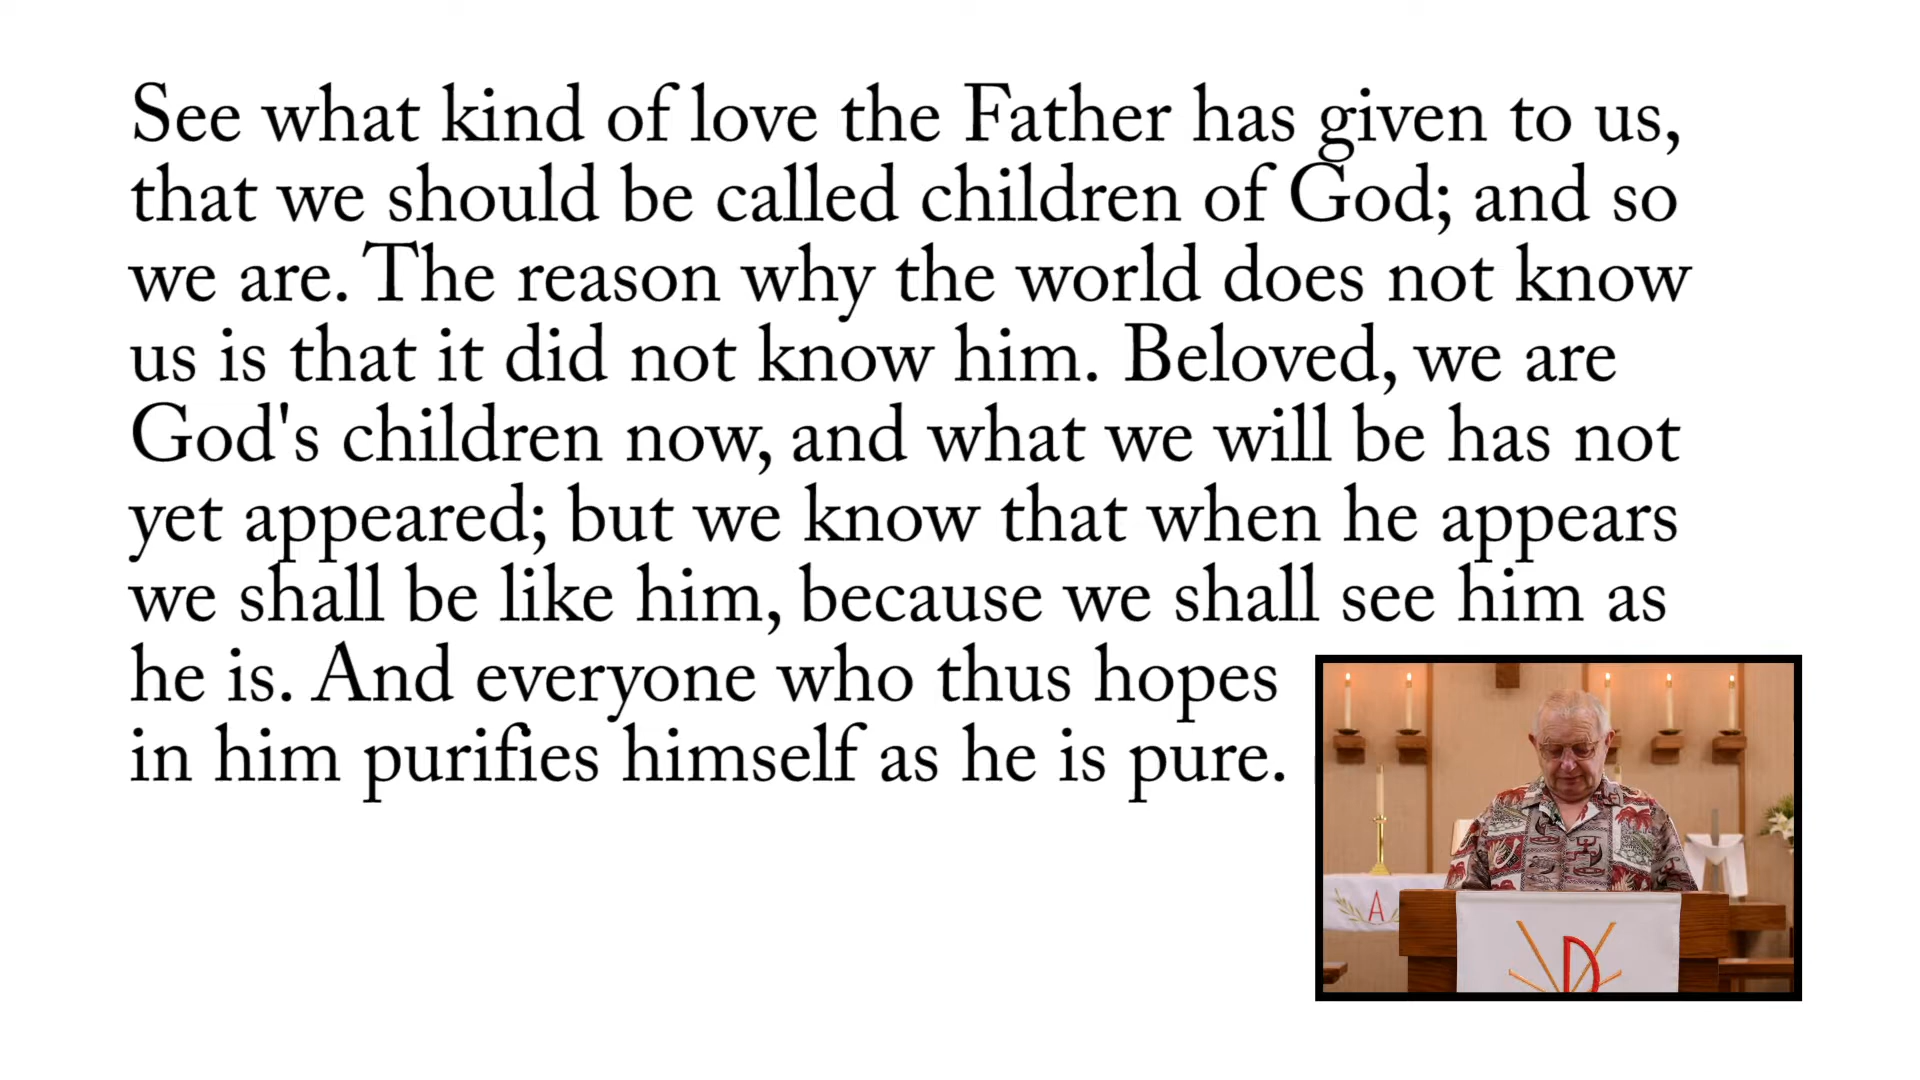 See what kind of love the Father has given to us,
that we should be called children of God; and so
we are. The reason why the world does not know
us is that it did not know him. Beloved, we are
God's children now, and what we will be has not
yet appeared; but we know that when he appears
we shall be like him, because we shall see him as
he is. And everyone who thus hopes
in him purifies himself as he is pure.
A